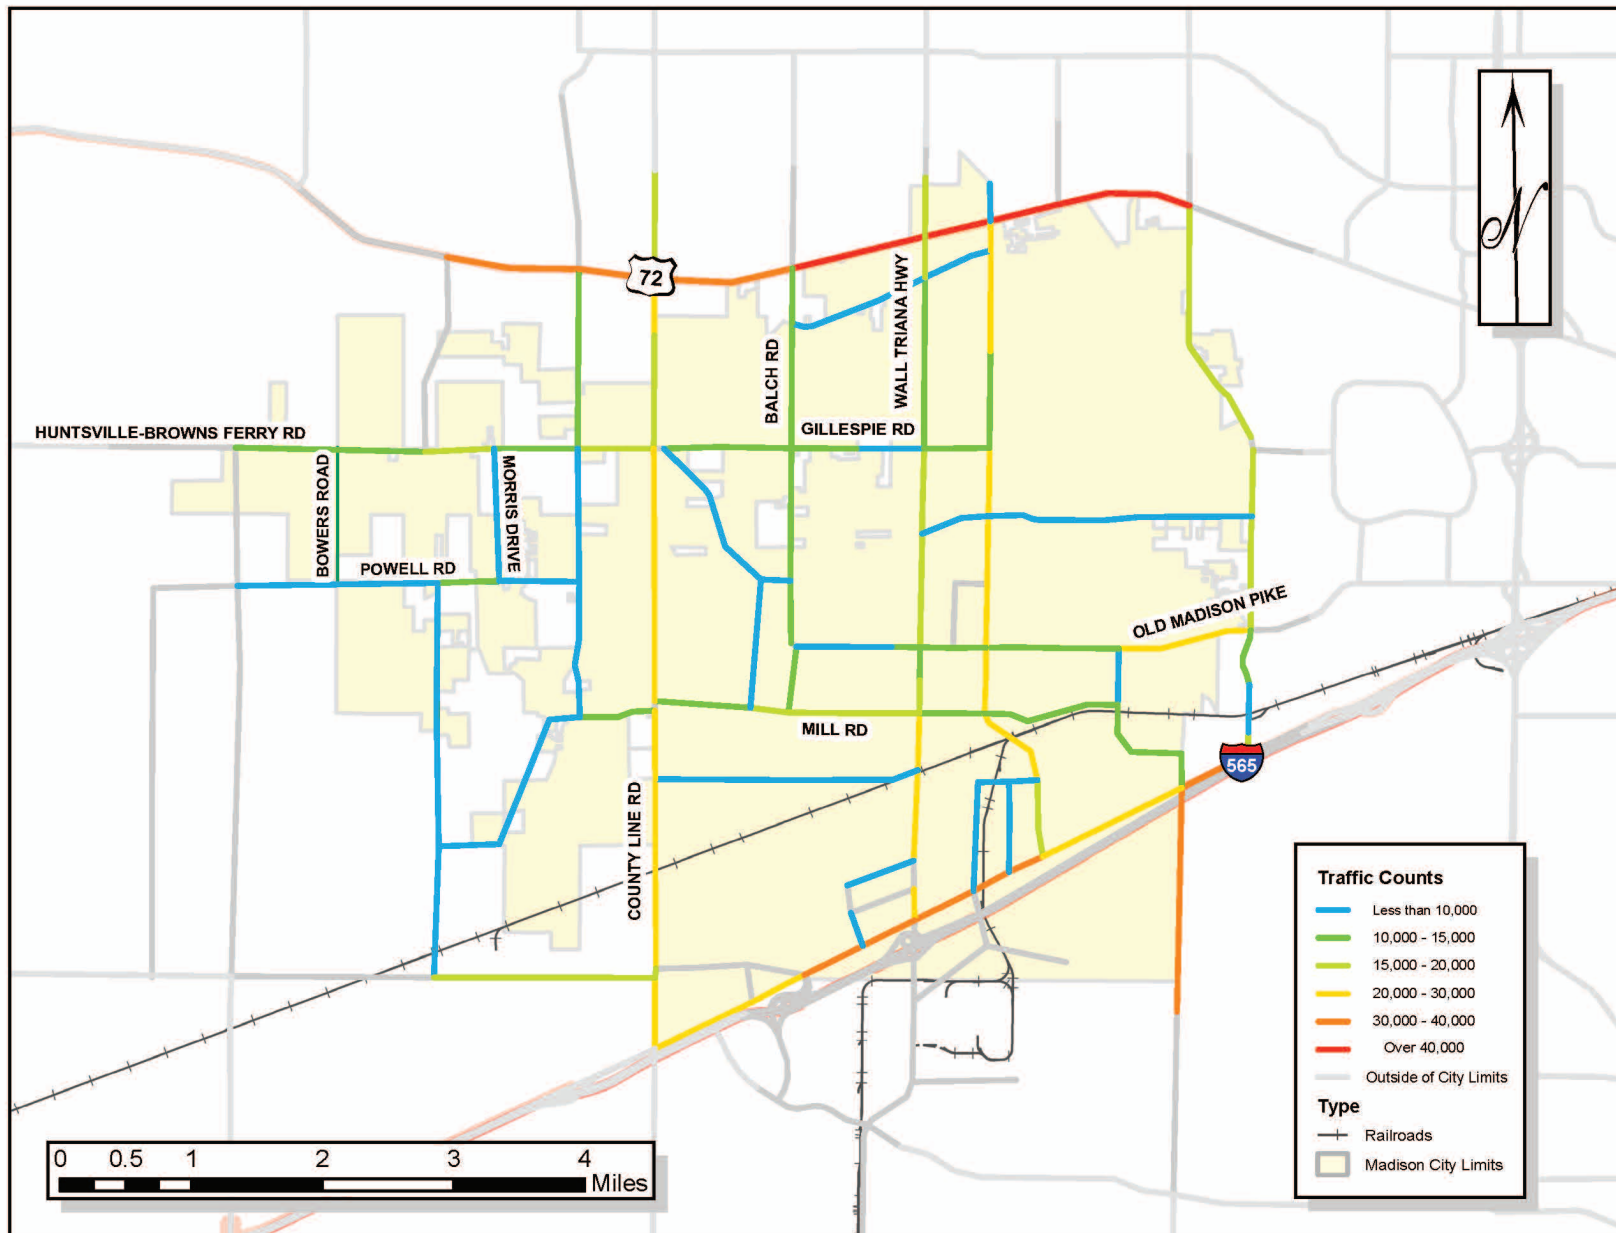 N
72
WALL TRIANA HWY
BALCH RD
GILLESPIE RD
HUNTSVILLE-BROWNS FERRY RD
BOWERS ROAD
MORRIS DRIVE
POWELL RD
OLD MADISON PIKE
MILL RD
COUNTY LINE RD
565
Traffic Counts
Less than 10,000
10,000 - 15,000
15,000 - 20,000
20,000 - 30,000
30,000 - 40,000
Over 40,000
Outside of City Limits
Type
Railroads
Madison City Limits
0 0.5 1 2 3 4
Miles